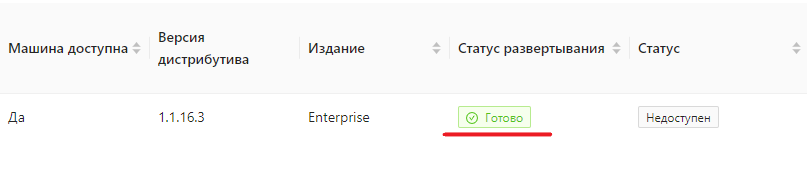 Машина доступна
Версия
дистрибутива
Издание
Статус развертывания
Статус
Да
1.1.16.3
Enterprise
Готово
Недоступен